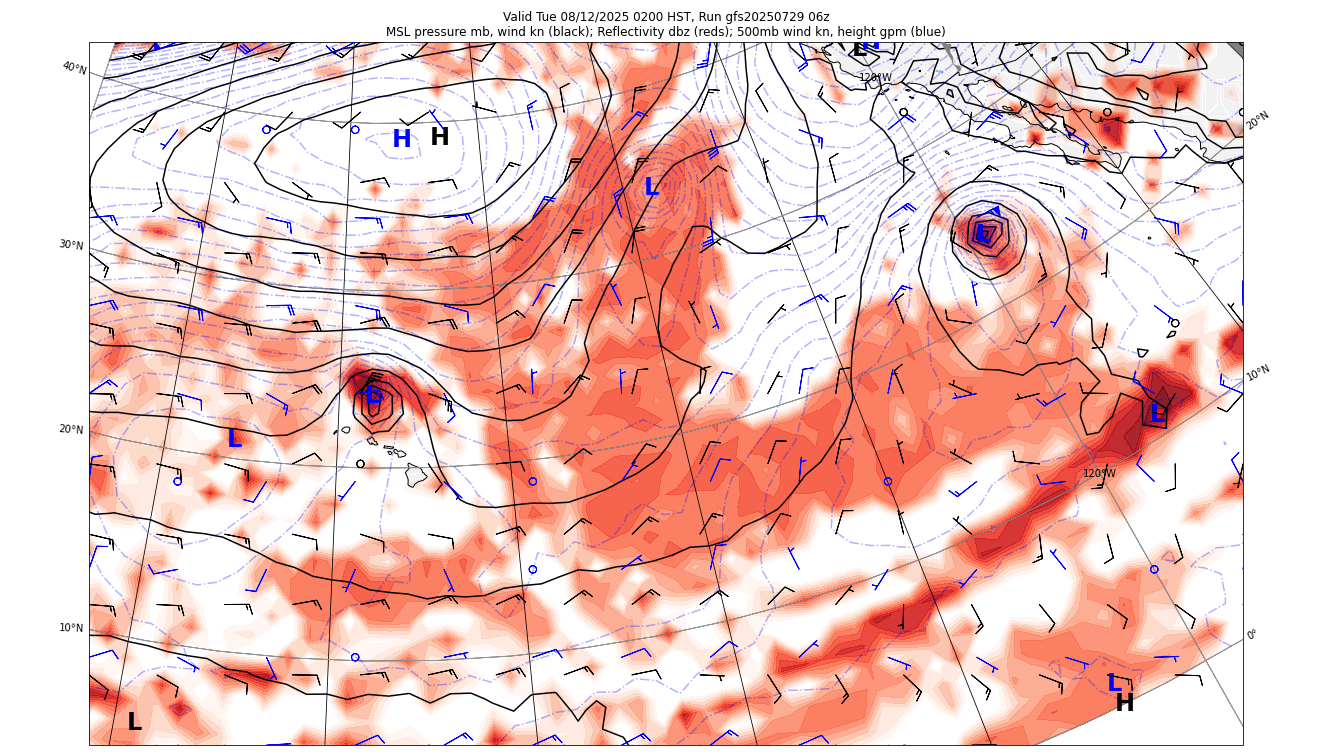 Valid Tue 08/12/2025 0200 HST, Run gfs20250729 06z
MSL pressure mb, wind kn (black); Reflectivity dbz (reds); 500mb wind kn, height gpm (blue)
L H
40°N
120°W
20°N
H H
L
L
30°N
L
10°N
L
L
20°N
120°W
10°N
0°
L
H
L